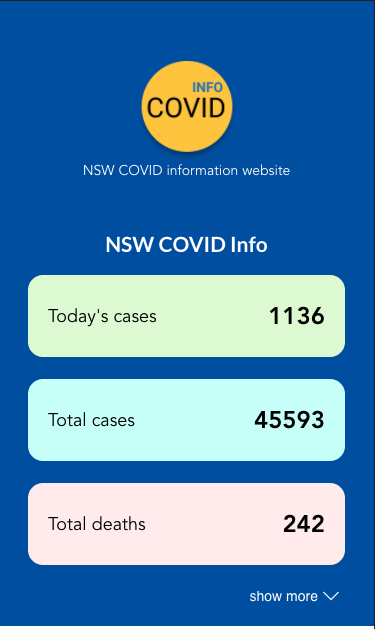 INFO
COVID
NSW COVID information website
NSW COVID Info
Today's cases 1136
Total cases 45593
Total deaths 242
show more